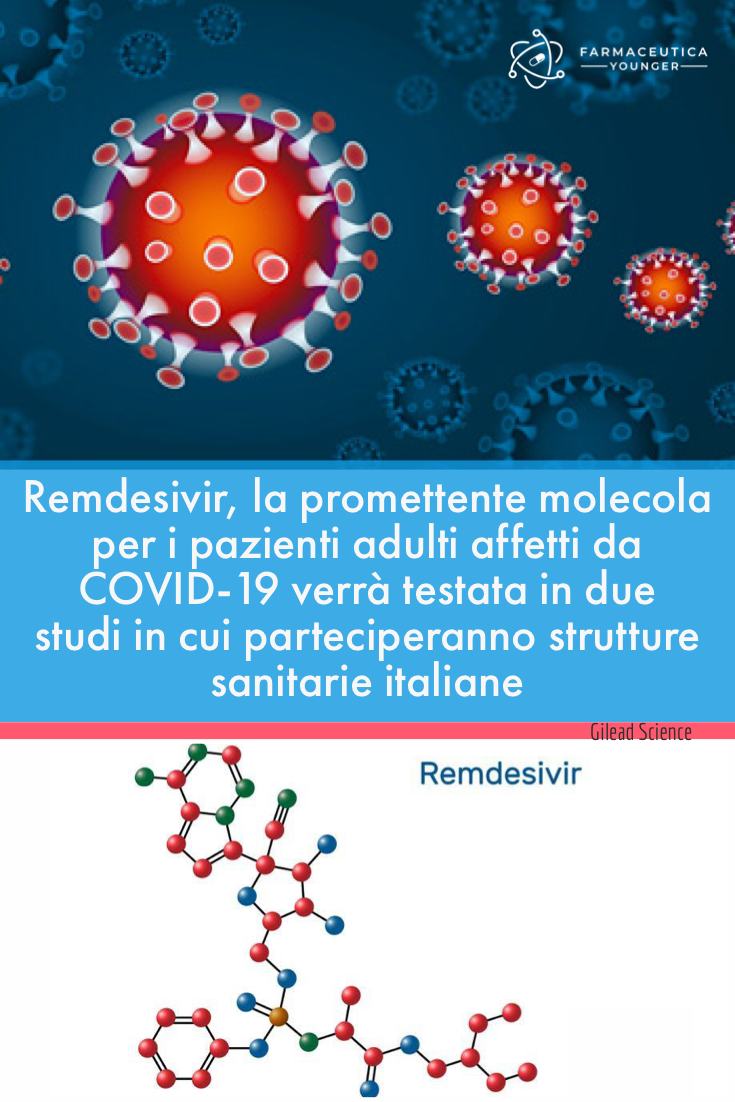 FARMACEUTICA
YOUNGER
Remdesivir, la promettente molecola
per i pazienti adulti affetti da
COVID-19 verrà testata in due
studi in cui parteciperanno strutture
sanitarie italiane
Gilead Science
Remdesivir